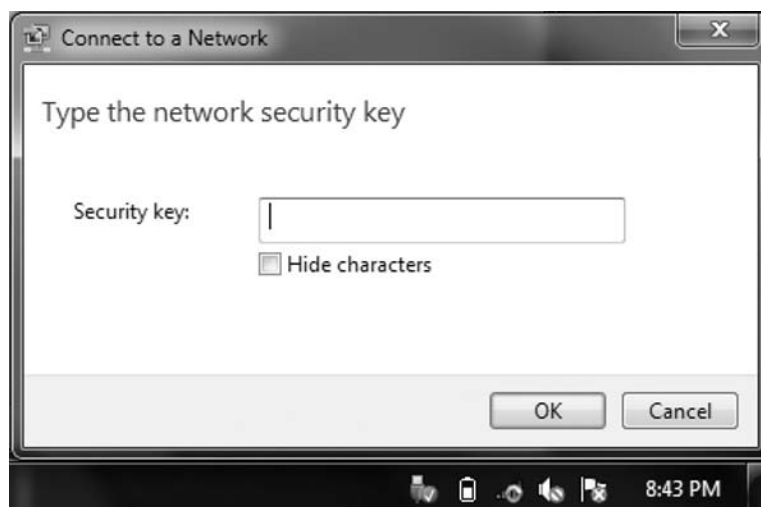 Connect to a Network
Type the network security key
Security key:
Hide characters
OK Cancel
8:43 PM